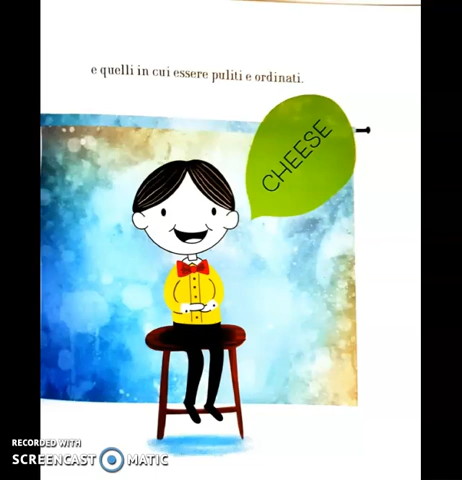 e quelli in cui essere puliti e ordinati.
CHEESE
RECORDED WITH
SCREENCAST MATIC